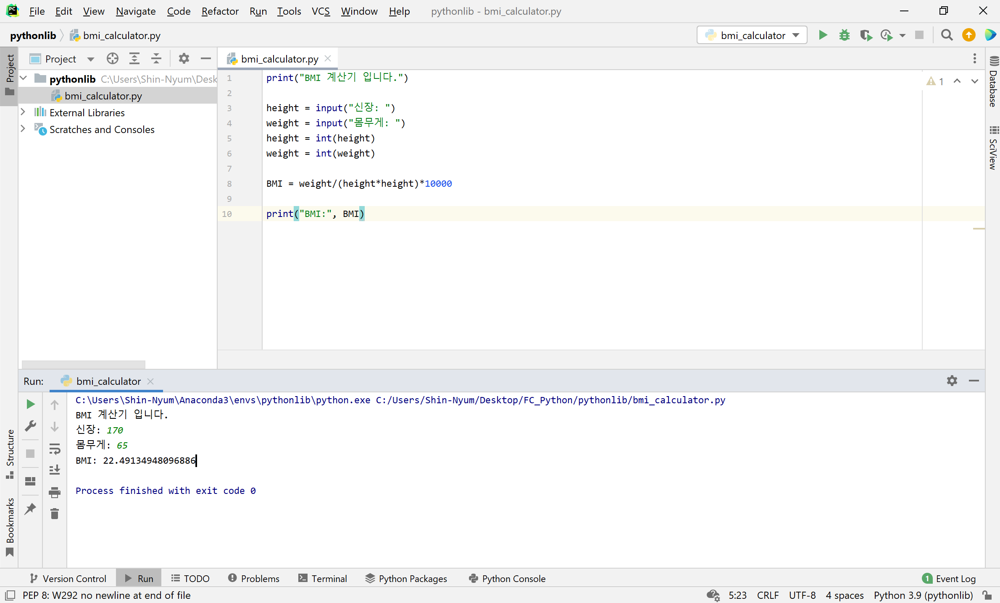 File Edit View Navigate Code Refactor Run Tools VCS Window Help pythonlib - bmi_calculator.py
pythonlib bmi_calculator.py bmi_calculator
Project
Project
bmi_calculator.py
pythonlib C:\Users\Shin-Nyum\Desk
bmi_calculator.py
External Libraries
Scratches and Consoles
1 print("BMI 계산기 입니다.")
2
3 height = input("신장: ")
4 weight = input("몸무게: ")
5 height = int(height)
6 weight = int(weight)
7
8 BMI = weight/(height*height)*10000
9
10 print("BMI:", BMI)
1
Database
SciView
Run: bmi_calculator
C:\Users\Shin-Nyum\Anaconda3\envs\pythonlib\python.exe C:/Users/Shin-Nyum/Desktop/FC_Python/pythonlib/bmi_calculator.py
BMI 계산기 입니다.
신장: 170
몸무게: 65
BMI: 22.49134948096886
Process finished with exit code 0
Structure
Bookmarks
Version Control Run TODO Problems Terminal Python Packages Python Console 1 Event Log
PEP 8: W292 no newline at end of file 5:23 CRLF UTF-8 4 spaces Python 3.9 (pythonlib)